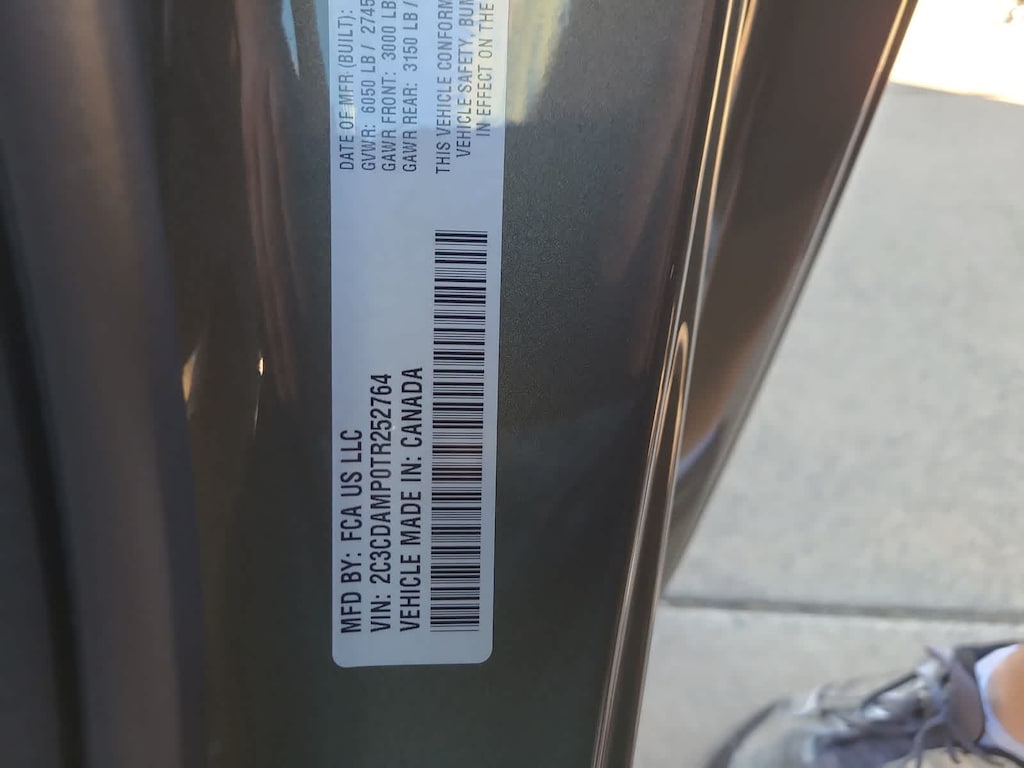 MFD BY: FCA US LLC
VIN: 2C3CDAMP0TR252764
VEHICLE MADE IN: CANADA
DATE OF MFR (BUILT):
GVWR: 6050 LB / 2745
GAWR FRONT: 3000 LB
GAWR REAR: 3150 LB /
THIS VEHICLE CONFORM
VEHICLE SAFETY, BUM
IN EFFECT ON THE